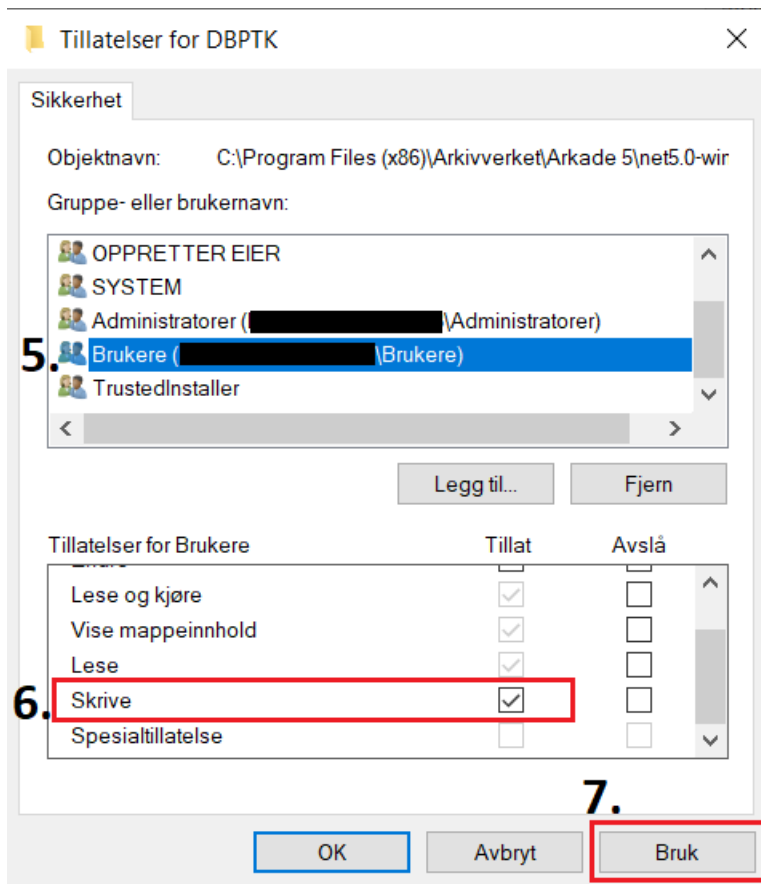 Tillatelser for DBPTK
Sikkerhet
Objektnavn: C:\Program Files (x86)\Arkivverket\Arkade 5\net5.0-wir
Gruppe- eller brukernavn:
OPPRETTER EIER
SYSTEM
Administratorer ( \Administratorer)
5. Brukere ( \Brukere)
TrustedInstaller
Legg til... Fjern
Tillatelser for Brukere Tillat Avslå
Lese og kjøre
Vise mappeinnhold
Lese
6. Skrive
Spesialtillatelse
7.
OK Avbryt Bruk